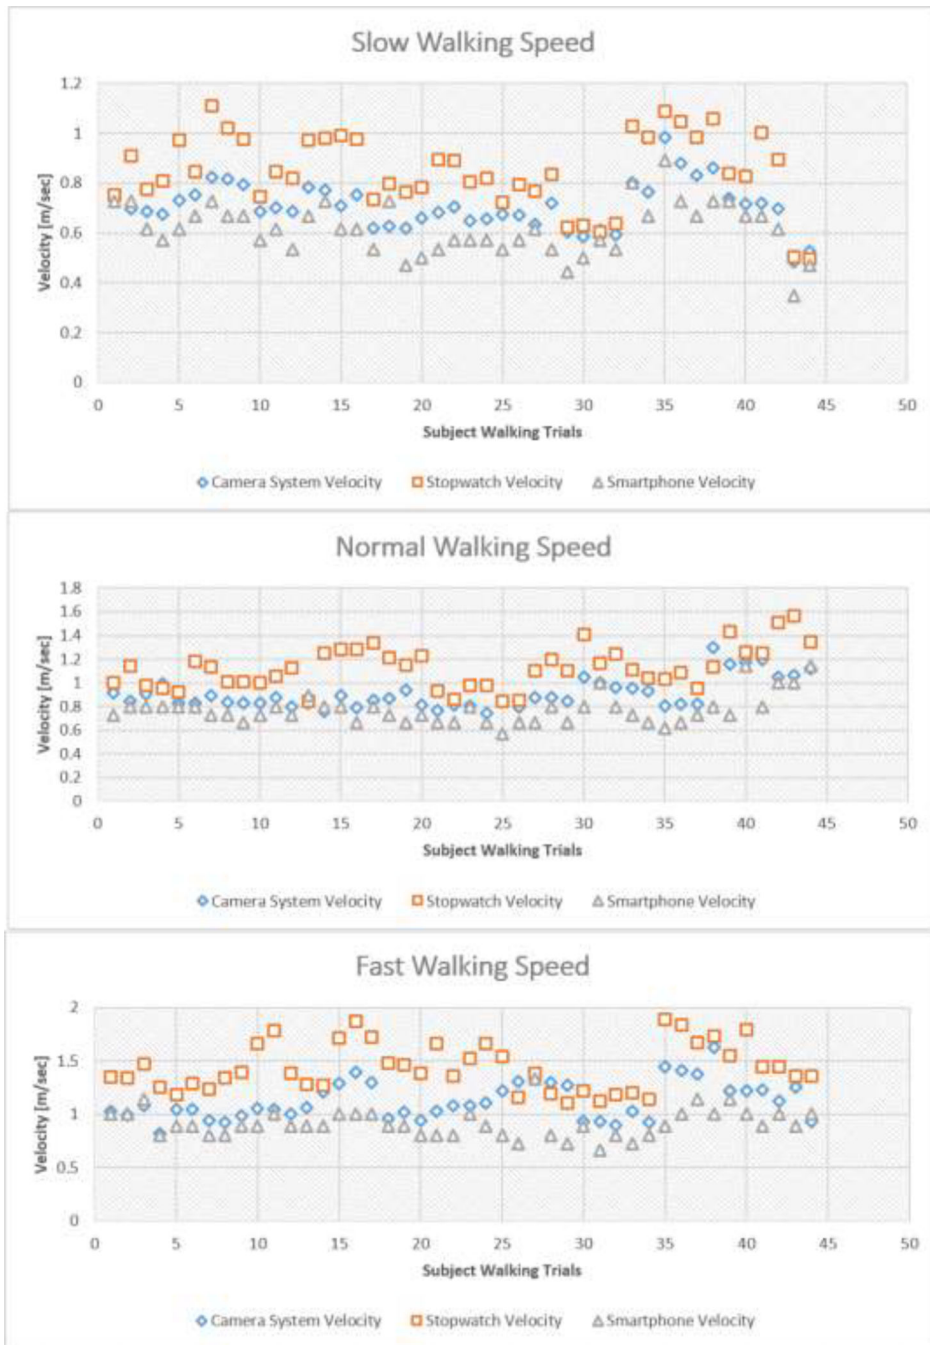 Slow Walking Speed
1.2
1
0.8
0.6
0.4
0.2
0
Velocity [m/sec]
0 5 10 15 20 25 30 35 40 45 50
Subject Walking Trials
Camera System Velocity Stopwatch Velocity Smartphone Velocity
Normal Walking Speed
1.8
1.6
1.4
1.2
1
0.8
0.6
0.4
0.2
0
Velocity [m/sec]
0 5 10 15 20 25 30 35 40 45 50
Subject Walking Trials
Camera System Velocity Stopwatch Velocity Smartphone Velocity
Fast Walking Speed
2
1.5
1
0.5
0
Velocity [m/sec]
0 5 10 15 20 25 30 35 40 45 50
Subject Walking Trials
Camera System Velocity Stopwatch Velocity Smartphone Velocity